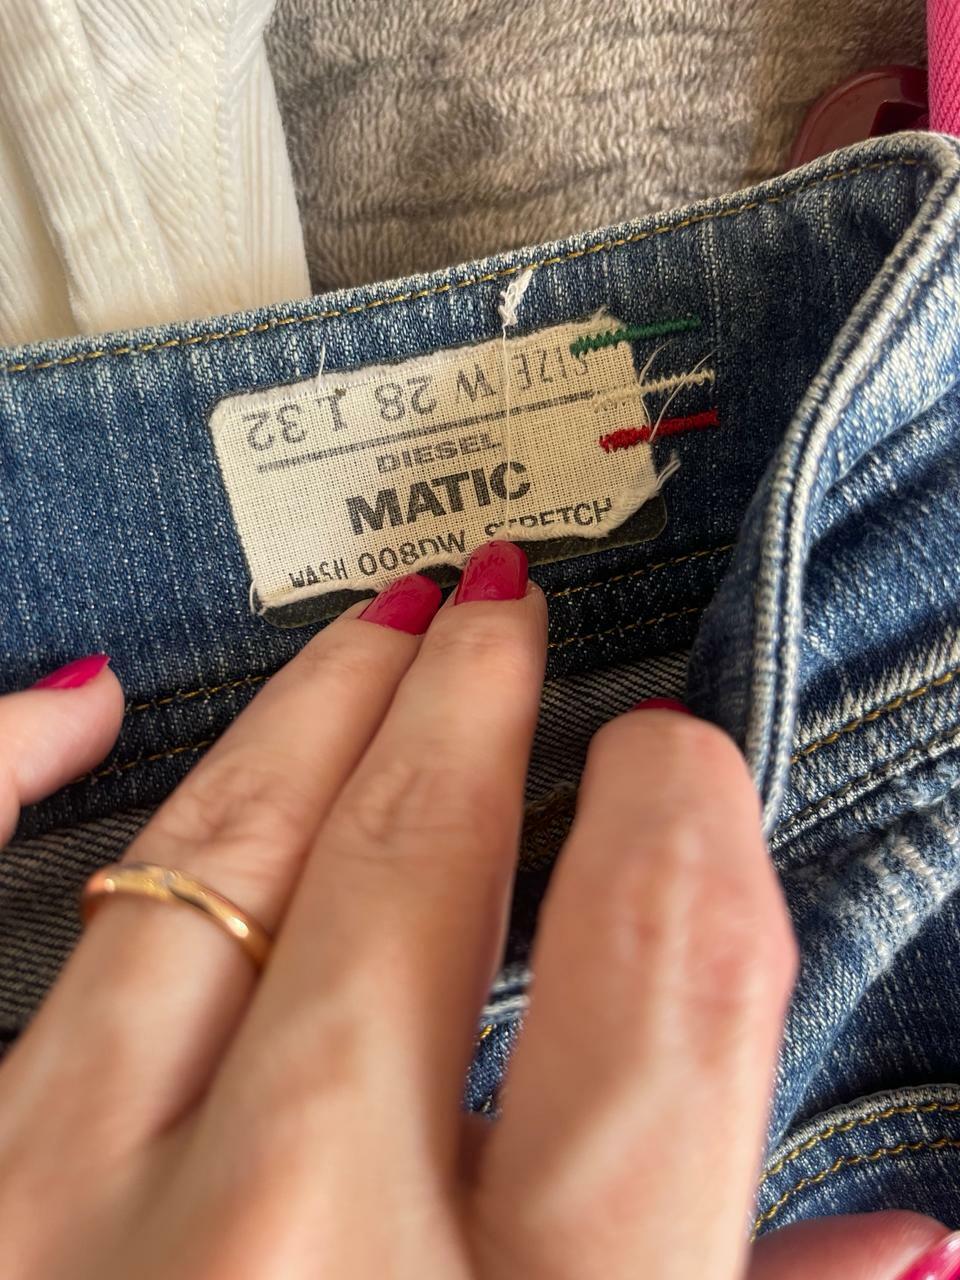 SIZE W 28 L 32
DIESEL
MATIC
WASH 008DW STRETCH